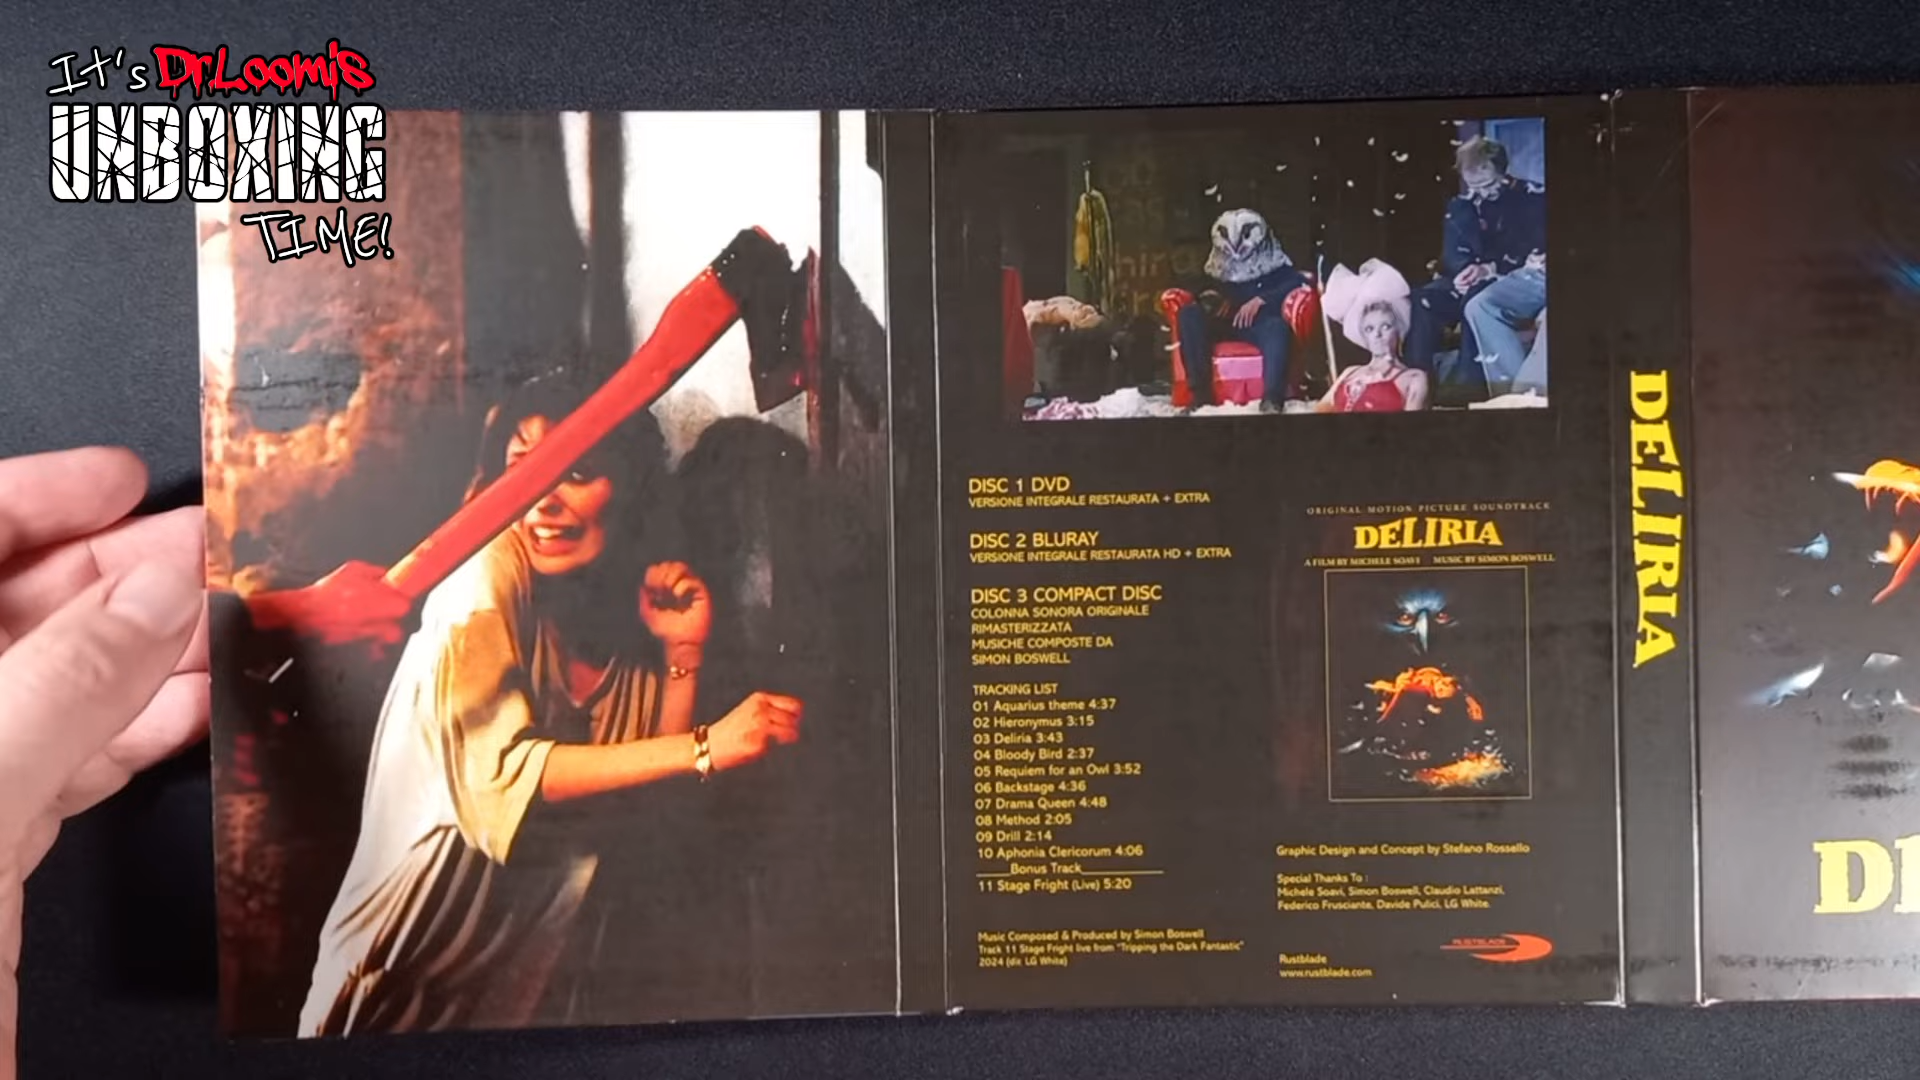 It's Dr.Loomis
UNBOXING
TIME!
DISC 1 DVD
VERSIONE INTEGRALE RESTAURATA + EXTRA
DISC 2 BLURAY
VERSIONE INTEGRALE RESTAURATA HD + EXTRA
DISC 3 COMPACT DISC
COLONNA SONORA ORIGINALE
RIMASTERIZZATA
MUSICHE COMPOSTE DA
SIMON BOSWELL
TRACKING LIST
01 Aquarius theme 4:37
02 Hieronymus 3:15
03 Deliria 3:43
04 Bloody Bird 2:37
05 Requiem for an Owl 3:52
06 Backstage 4:36
07 Drama Queen 4:48
08 Method 2:05
09 Drill 2:14
10 Aphonia Clericorum 4:06
_____Bonus Track__________
11 Stage Fright (Live) 5:20
Music Composed & Produced by Simon Boswell
Track 11 Stage Fright live from "Tripping the Dark Fantastic"
2024 (dir. LG White)
ORIGINAL MOTION PICTURE SOUNDTRACK
DELIRIA
A FILM BY MICHELE SOAVI MUSIC BY SIMON BOSWELL
Graphic Design and Concept by Stefano Rossello
Special Thanks To :
Michele Soavi, Simon Boswell, Claudio Lattanzi,
Federico Frusciante, Davide Pulici, LG White.
RUSTBLADE
Rustblade
www.rustblade.com
DELIRIA